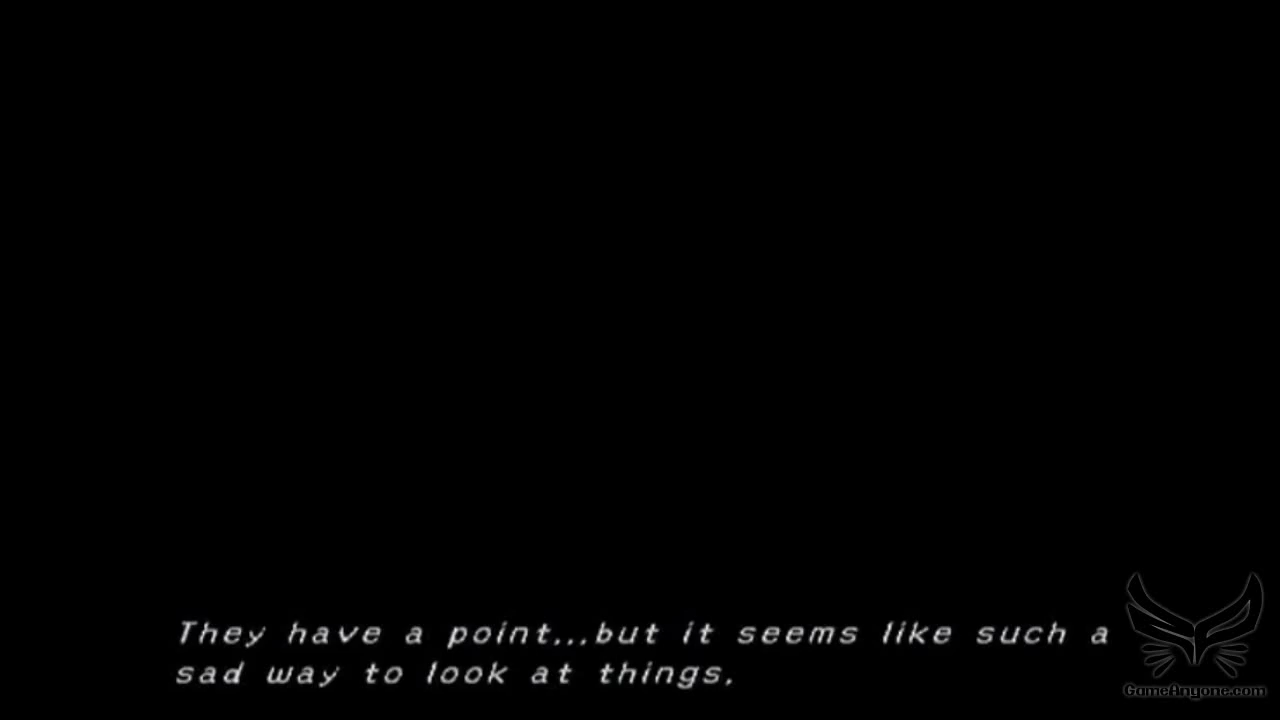 They have a point...but it seems like such a
sad way to look at things.
GameAnyone.com